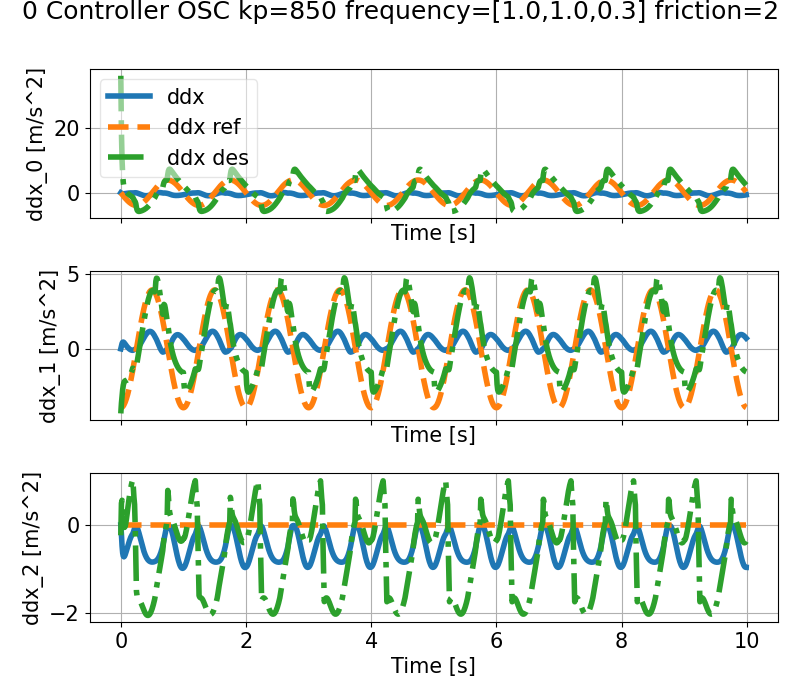 0 Controller OSC kp=850 frequency=[1.0,1.0,0.3] friction=2
ddx_0 [m/s^2]
20
0
ddx
ddx ref
ddx des
Time [s]
ddx_1 [m/s^2]
5
0
Time [s]
ddx_2 [m/s^2]
0
−2
0 2 4 6 8 10
Time [s]